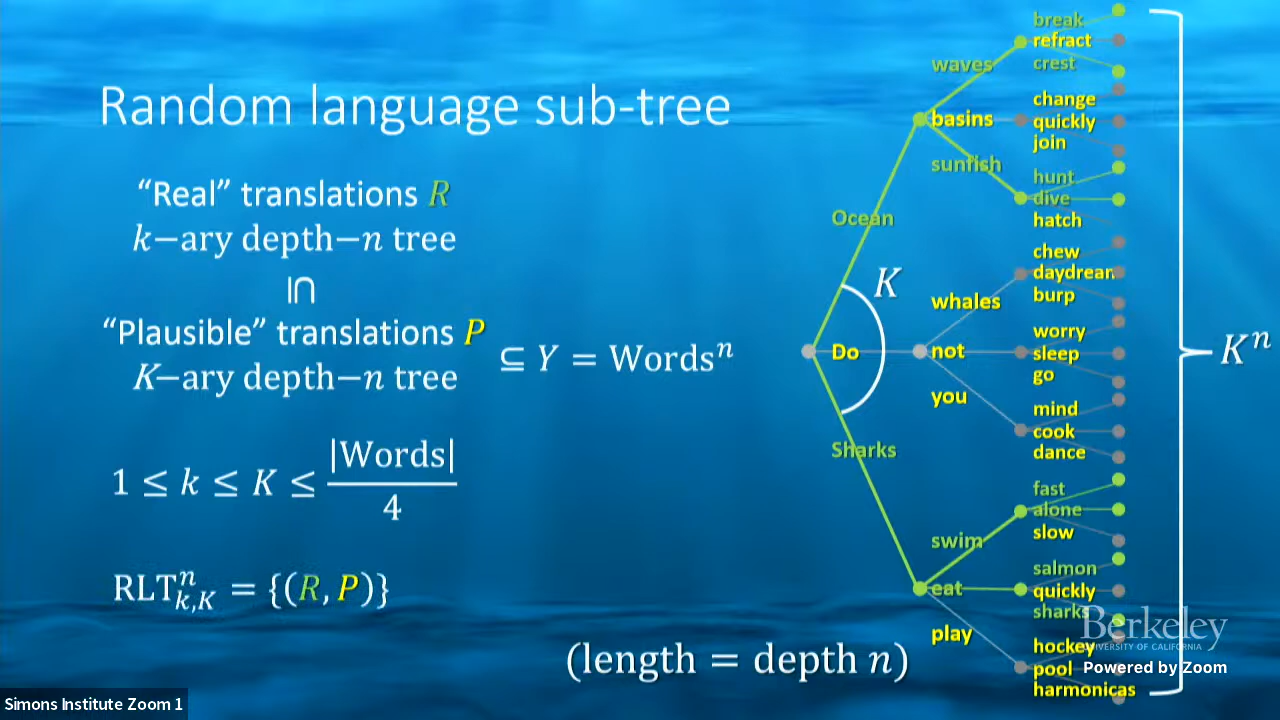 Random language sub-tree
“Real” translations R
k−ary depth−n tree
⊆
“Plausible” translations P
K−ary depth−n tree
⊆ Y = Words^n
1 ≤ k ≤ K ≤ |Words| / 4
RLT^n_{k,K} = {(R, P)}
(length = depth n)
Ocean
Do
Sharks
K
waves
basins
sunfish
whales
not
you
swim
eat
play
break
refract
crest
change
quickly
join
hunt
dive
hatch
chew
daydream
burp
worry
sleep
go
mind
cook
dance
fast
alone
slow
salmon
quickly
sharks
hockey
pool
harmonicas
K^n
Berkeley
UNIVERSITY OF CALIFORNIA
Powered by Zoom
Simons Institute Zoom 1